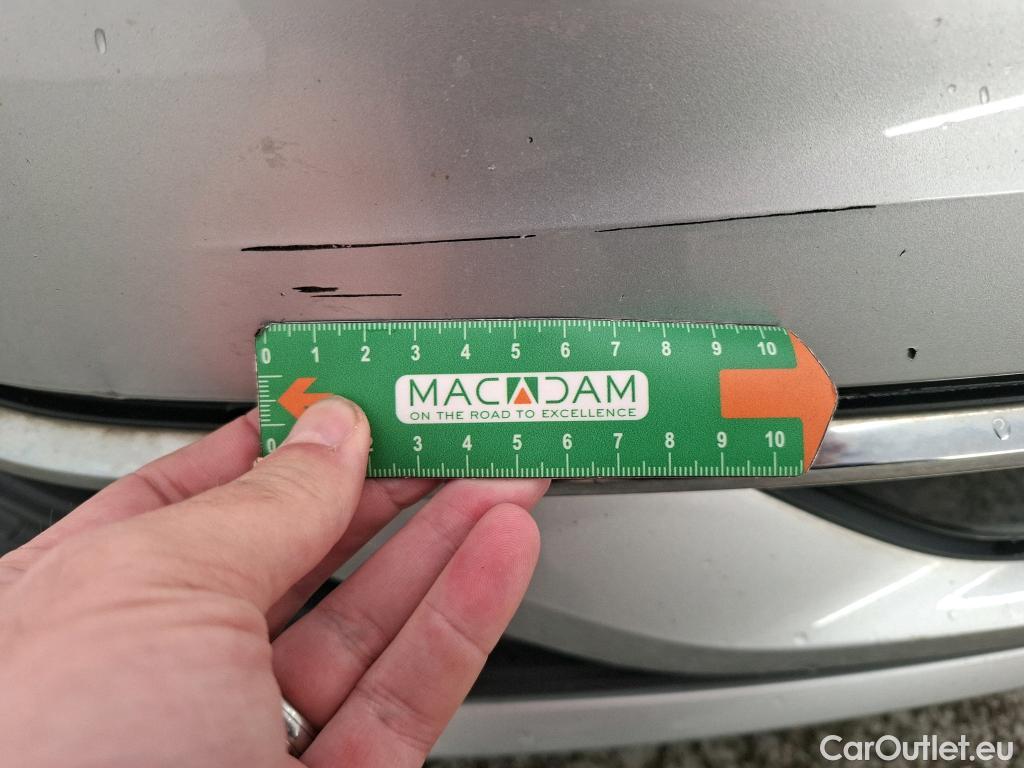 0 1 2 3 4 5 6 7 8 9 10
MACADAM
ON THE ROAD TO EXCELLENCE
0 3 4 5 6 7 8 9 10
CarOutlet.eu